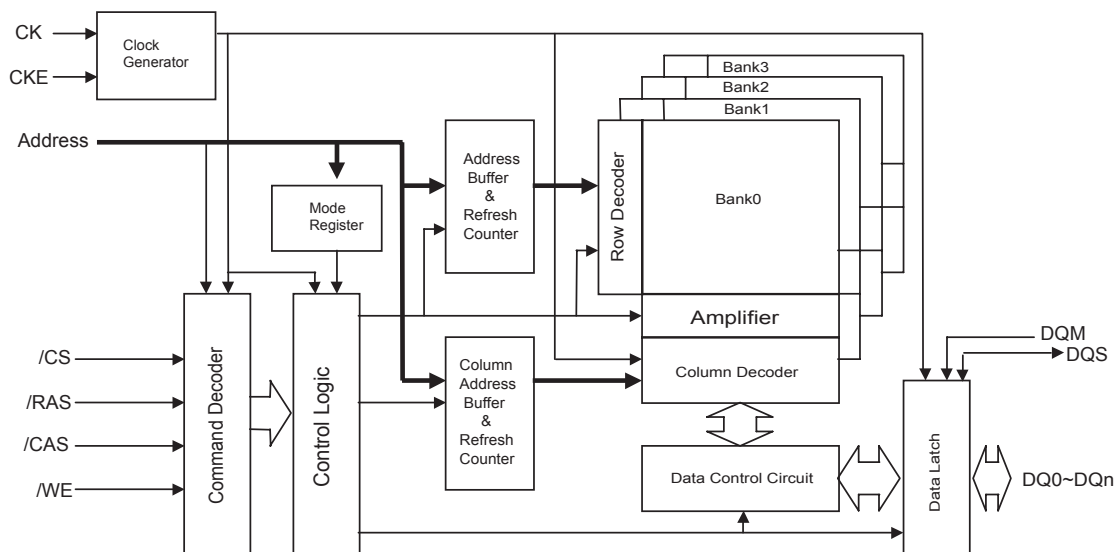 CK
CKE
Clock
Generator
Address
Mode
Register
Address
Buffer
&
Refresh
Counter
Row Decoder
Bank3
Bank2
Bank1
Bank0
Amplifier
Column Decoder
/CS
/RAS
/CAS
/WE
Command Decoder
Control Logic
Column
Address
Buffer
&
Refresh
Counter
Data Control Circuit
Data Latch
DQM
DQS
DQ0~DQn